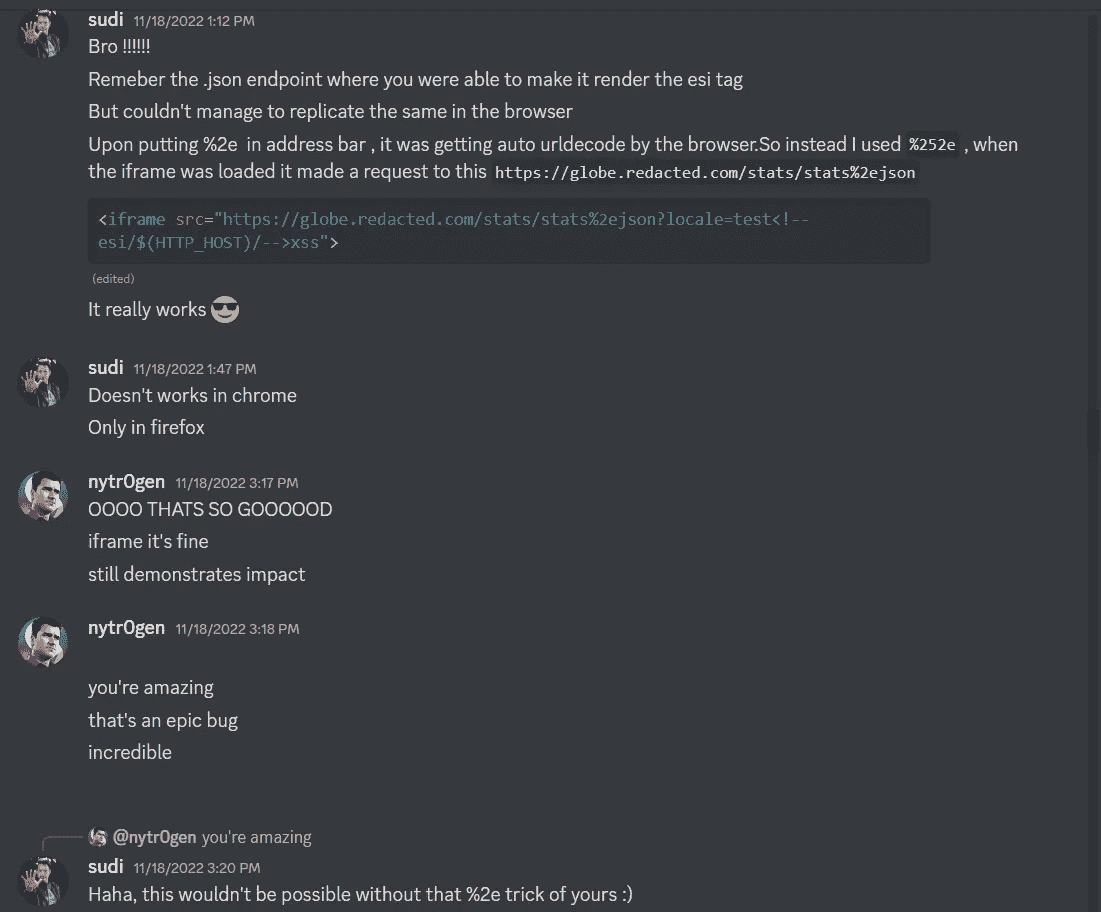 sudi 11/18/2022 1:12 PM
Bro !!!!!!
Remeber the .json endpoint where you were able to make it render the esi tag
But couldn't manage to replicate the same in the browser
Upon putting %2e in address bar , it was getting auto urldecode by the browser.So instead I used %252e , when
the iframe was loaded it made a request to this https://globe.redacted.com/stats/stats%2ejson
<iframe src="https://globe.redacted.com/stats/stats%2ejson?locale=test<!--
esi/$(HTTP_HOST)/-->xss">
(edited)
It really works 😎
sudi 11/18/2022 1:47 PM
Doesn't works in chrome
Only in firefox
nytr0gen 11/18/2022 3:17 PM
OOOO THATS SO GOOOOOD
iframe it's fine
still demonstrates impact
nytr0gen 11/18/2022 3:18 PM
you're amazing
that's an epic bug
incredible
@nytr0gen you're amazing
sudi 11/18/2022 3:20 PM
Haha, this wouldn't be possible without that %2e trick of yours :)